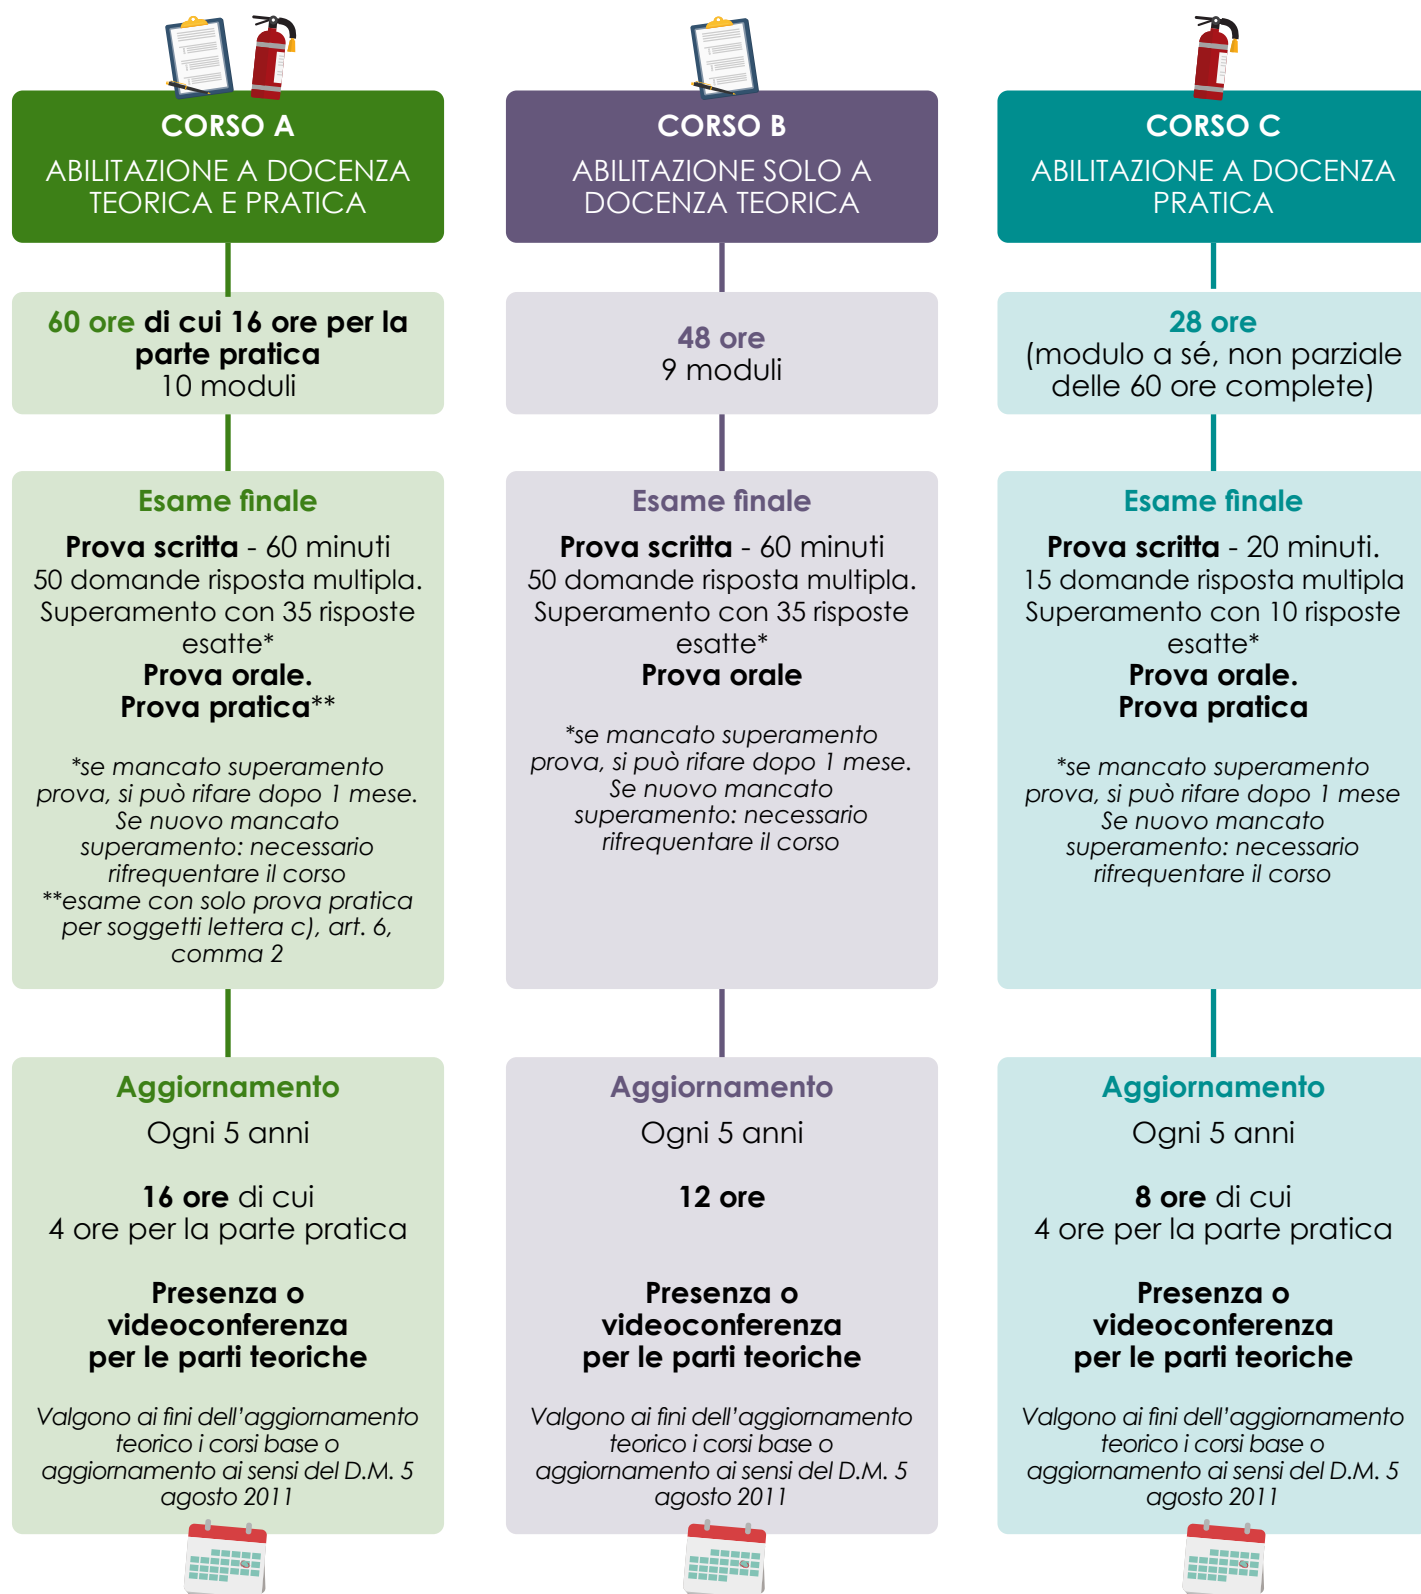 CORSO A
ABILITAZIONE A DOCENZA
TEORICA E PRATICA
60 ore di cui 16 ore per la
parte pratica
10 moduli
Esame finale
Prova scritta - 60 minuti
50 domande risposta multipla.
Superamento con 35 risposte
esatte*
Prova orale.
Prova pratica**
*se mancato superamento
prova, si può rifare dopo 1 mese.
Se nuovo mancato
superamento: necessario
rifrequentare il corso
**esame con solo prova pratica
per soggetti lettera c), art. 6,
comma 2
Aggiornamento
Ogni 5 anni
16 ore di cui
4 ore per la parte pratica
Presenza o
videoconferenza
per le parti teoriche
Valgono ai fini dell’aggiornamento
teorico i corsi base o
aggiornamento ai sensi del D.M. 5
agosto 2011
CORSO B
ABILITAZIONE SOLO A
DOCENZA TEORICA
48 ore
9 moduli
Esame finale
Prova scritta - 60 minuti
50 domande risposta multipla.
Superamento con 35 risposte
esatte*
Prova orale
*se mancato superamento
prova, si può rifare dopo 1 mese.
Se nuovo mancato
superamento: necessario
rifrequentare il corso
Aggiornamento
Ogni 5 anni
12 ore
Presenza o
videoconferenza
per le parti teoriche
Valgono ai fini dell’aggiornamento
teorico i corsi base o
aggiornamento ai sensi del D.M. 5
agosto 2011
CORSO C
ABILITAZIONE A DOCENZA
PRATICA
28 ore
(modulo a sé, non parziale
delle 60 ore complete)
Esame finale
Prova scritta - 20 minuti.
15 domande risposta multipla
Superamento con 10 risposte
esatte*
Prova orale.
Prova pratica
*se mancato superamento
prova, si può rifare dopo 1 mese
Se nuovo mancato
superamento: necessario
rifrequentare il corso
Aggiornamento
Ogni 5 anni
8 ore di cui
4 ore per la parte pratica
Presenza o
videoconferenza
per le parti teoriche
Valgono ai fini dell’aggiornamento
teorico i corsi base o
aggiornamento ai sensi del D.M. 5
agosto 2011